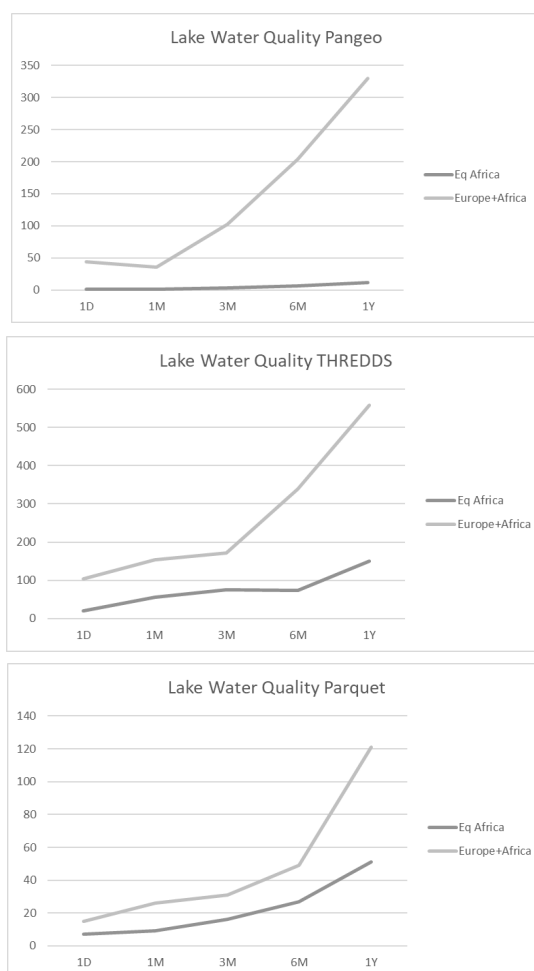 Lake Water Quality Pangeo
350
300
250
200
150
100
50
0
1D 1M 3M 6M 1Y
Eq Africa
Europe+Africa
Lake Water Quality THREDDS
600
500
400
300
200
100
0
1D 1M 3M 6M 1Y
Eq Africa
Europe+Africa
Lake Water Quality Parquet
140
120
100
80
60
40
20
0
1D 1M 3M 6M 1Y
Eq Africa
Europe+Africa